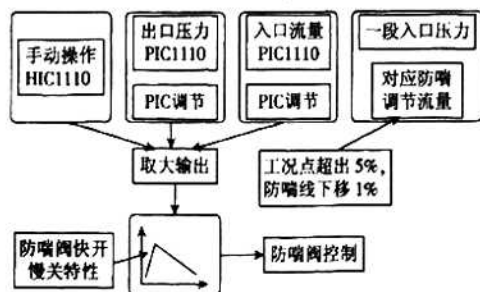 手动操作
HIC1110
出口压力
PIC1110
PIC调节
入口流量
PIC1110
PIC调节
一段入口压力
对应防喘
调节流量
取大输出
工况点超出5%,
防喘线下移1%
防喘阀快开
慢关特性
防喘阀控制